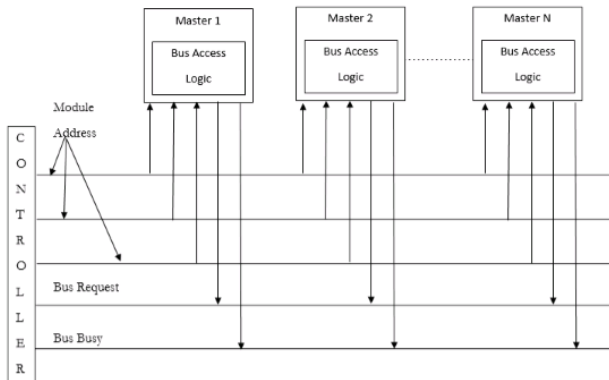 Master 1
Bus Access
Logic
Master 2
Bus Access
Logic
Master N
Bus Access
Logic
Module
Address
C
O
N
T
R
O
L
L
E
R
Bus Request
Bus Busy